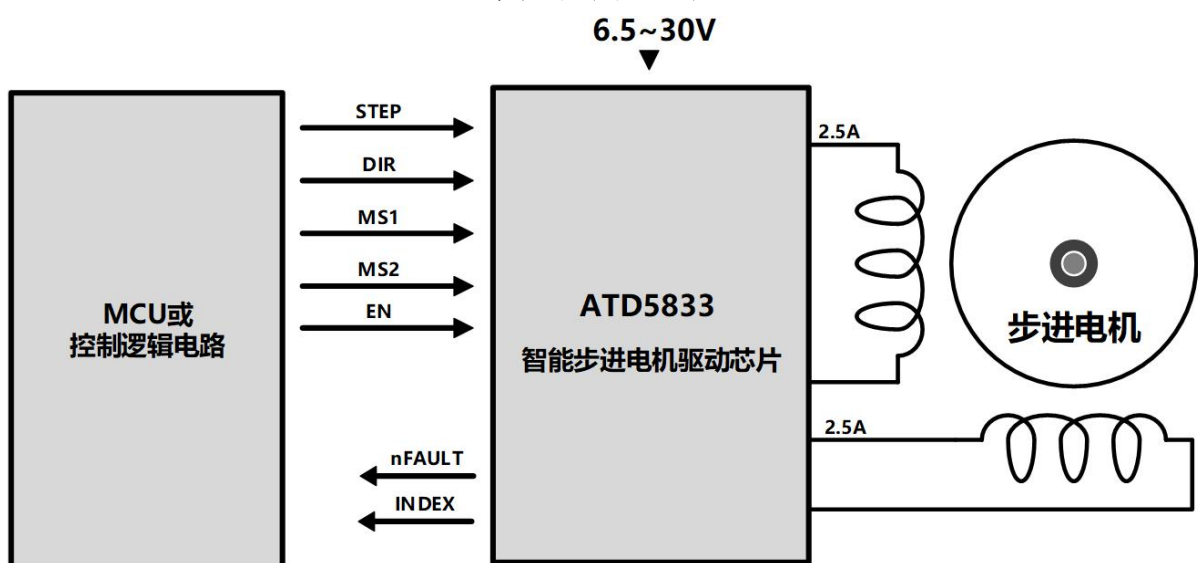 6.5~30V
STEP
DIR
MS1
MS2
EN
MCU或
控制逻辑电路
nFAULT
INDEX
ATD5833
智能步进电机驱动芯片
2.5A
2.5A
步进电机